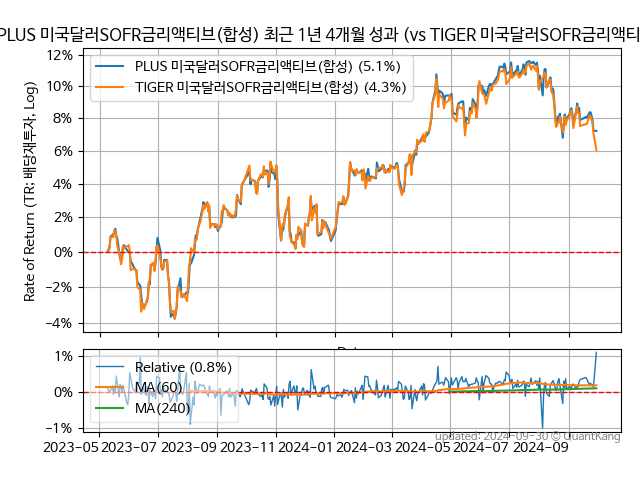 PLUS 미국달러SOFR금리액티브(합성) 최근 1년 4개월 성과 (vs TIGER 미국달러SOFR금리액티
12%
10%
8%
6%
4%
2%
0%
−2%
−4%
Rate of Return (TR: 배당재투자, Log)
PLUS 미국달러SOFR금리액티브(합성) (5.1%)
TIGER 미국달러SOFR금리액티브(합성) (4.3%)
1%
0%
−1%
Relative (0.8%)
MA(60)
MA(240)
updated: 2024-09-30 © QuantKang
2023-05 2023-07 2023-09 2023-11 2024-01 2024-03 2024-05 2024-07 2024-09